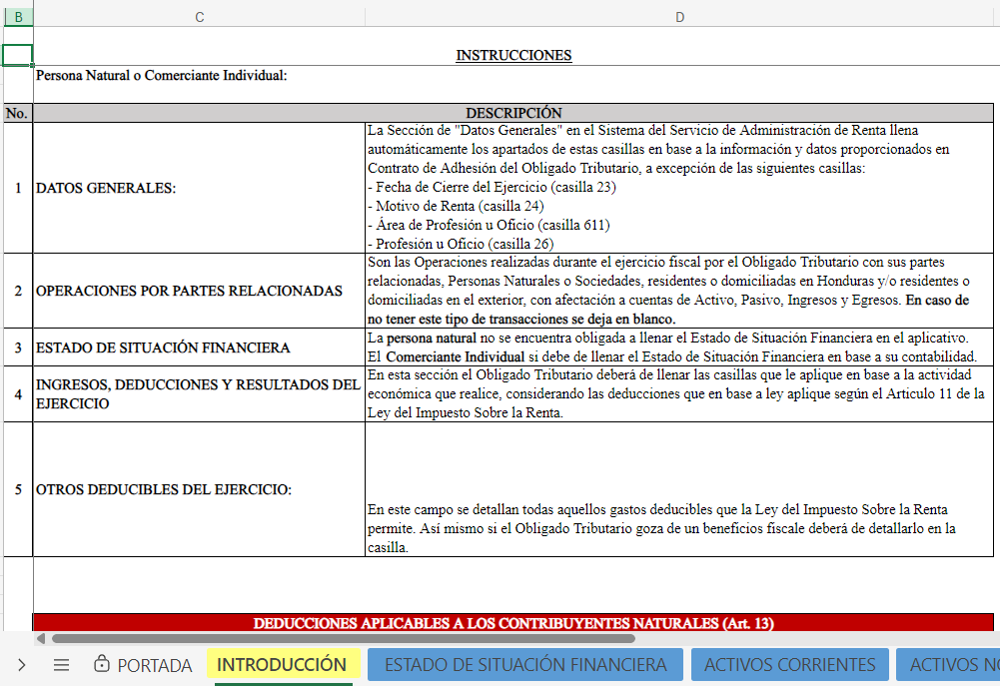 B C D
INSTRUCCIONES
Persona Natural o Comerciante Individual:
No. DESCRIPCIÓN
1 DATOS GENERALES:
La Sección de "Datos Generales" en el Sistema del Servicio de Administración de Renta llena
automáticamente los apartados de estas casillas en base a la información y datos proporcionados en
Contrato de Adhesión del Obligado Tributario, a excepción de las siguientes casillas:
- Fecha de Cierre del Ejercicio (casilla 23)
- Motivo de Renta (casilla 24)
- Área de Profesión u Oficio (casilla 611)
- Profesión u Oficio (casilla 26)
2 OPERACIONES POR PARTES RELACIONADAS
Son las Operaciones realizadas durante el ejercicio fiscal por el Obligado Tributario con sus partes
relacionadas, Personas Naturales o Sociedades, residentes o domiciliadas en Honduras y/o residentes o
domiciliadas en el exterior, con afectación a cuentas de Activo, Pasivo, Ingresos y Egresos. En caso de
no tener este tipo de transacciones se deja en blanco.
3 ESTADO DE SITUACIÓN FINANCIERA
La persona natural no se encuentra obligada a llenar el Estado de Situación Financiera en el aplicativo.
El Comerciante Individual si debe de llenar el Estado de Situación Financiera en base a su contabilidad.
4 INGRESOS, DEDUCCIONES Y RESULTADOS DEL
EJERCICIO
En esta sección el Obligado Tributario deberá de llenar las casillas que le aplique en base a la actividad
económica que realice, considerando las deducciones que en base a ley aplique según el Articulo 11 de la
Ley del Impuesto Sobre la Renta.
5 OTROS DEDUCIBLES DEL EJERCICIO:
En este campo se detallan todas aquellos gastos deducibles que la Ley del Impuesto Sobre la Renta
permite. Así mismo si el Obligado Tributario goza de un beneficios fiscale deberá de detallarlo en la
casilla.
DEDUCCIONES APLICABLES A LOS CONTRIBUYENTES NATURALES (Art. 13)
PORTADA INTRODUCCIÓN ESTADO DE SITUACIÓN FINANCIERA ACTIVOS CORRIENTES ACTIVOS NO